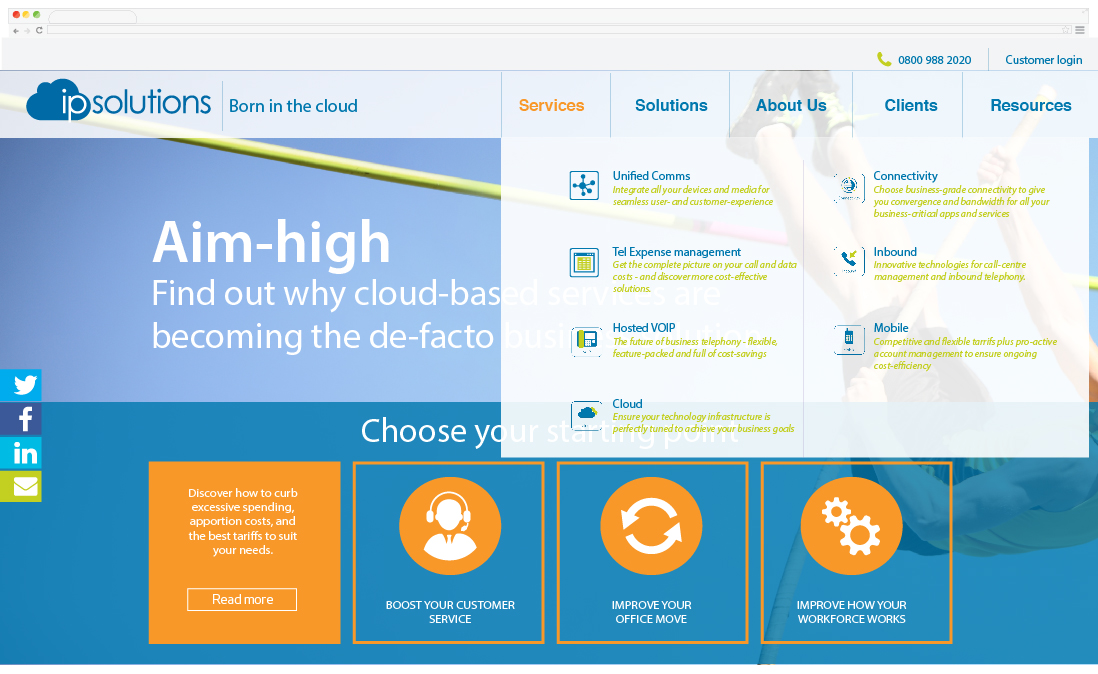 0800 988 2020
Customer login
ipsolutions
Born in the cloud
Services
Solutions
About Us
Clients
Resources
Unified Comms
Integrate all your devices and media for
seamless user- and customer-experience
Connectivity
Choose business-grade connectivity to give
you convergence and bandwidth for all your
business-critical apps and services
Tel Expense management
Get the complete picture on your call and data
costs - and discover more cost-effective
solutions.
Inbound
Innovative technologies for call-centre
management and inbound telephony.
Hosted VOIP
The future of business telephony - flexible,
feature-packed and full of cost-savings
Mobile
Competitive and flexible tarrifs plus pro-active
account management to ensure ongoing
cost-efficiency
Cloud
Ensure your technology infrastructure is
perfectly tuned to achieve your business goals
Aim-high
Find out why cloud-based services are
becoming the de-facto business solution
Choose your starting point
Discover how to curb
excessive spending,
apportion costs, and
the best tariffs to suit
your needs.
Read more
BOOST YOUR CUSTOMER
SERVICE
IMPROVE YOUR
OFFICE MOVE
IMPROVE HOW YOUR
WORKFORCE WORKS